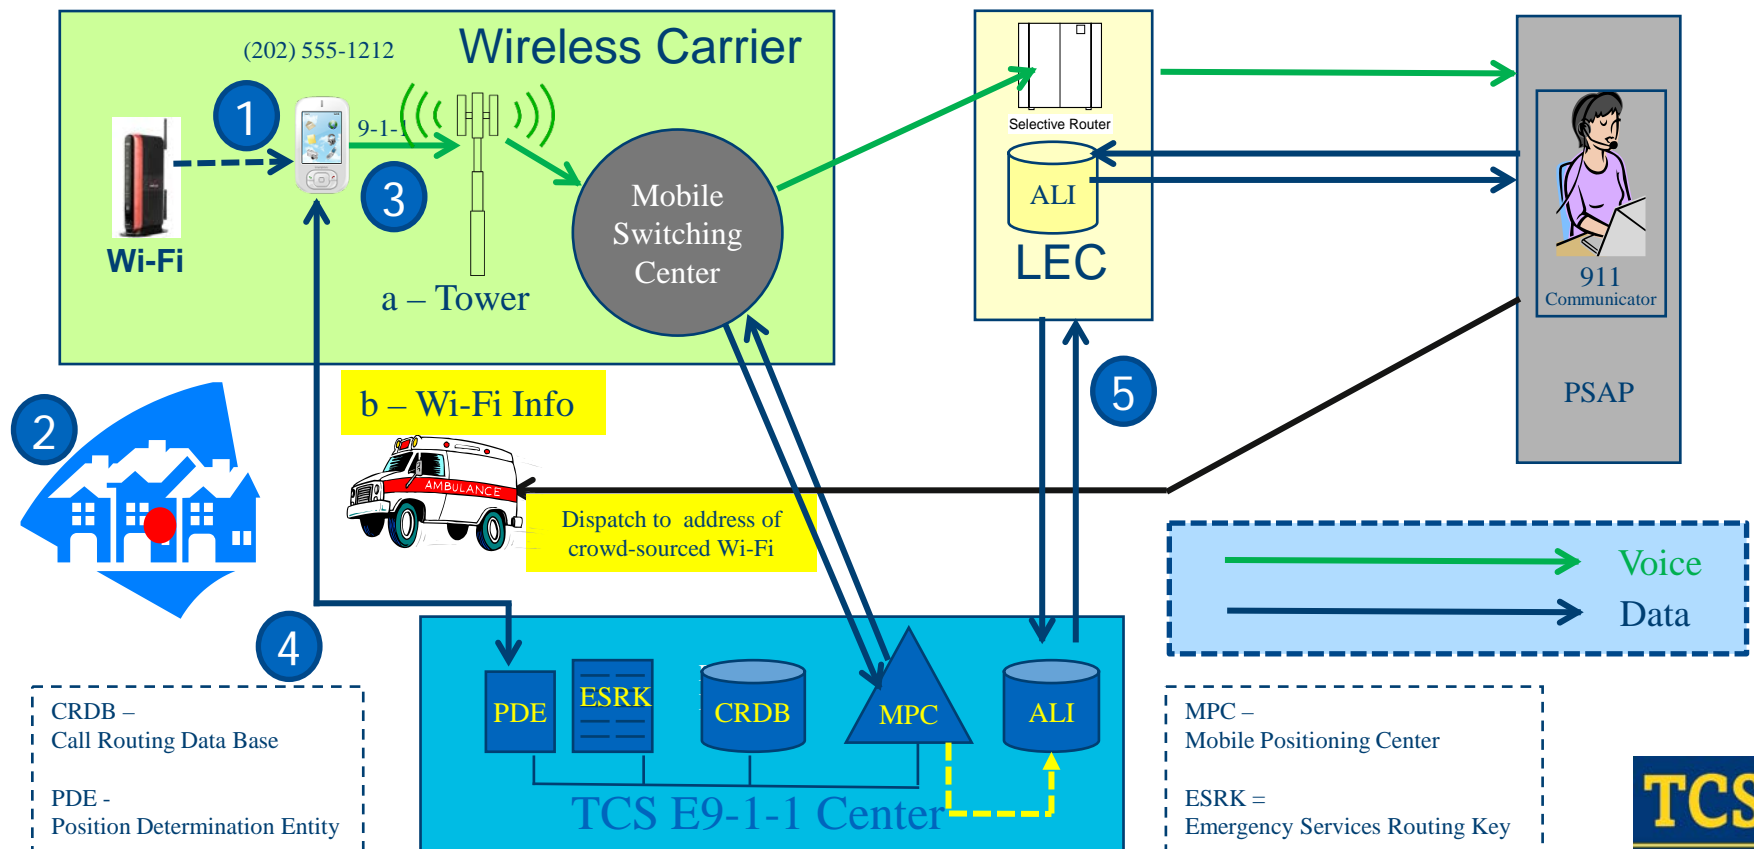 (202) 555-1212
Wireless Carrier
1
9-1-1
3
Wi-Fi
a – Tower
Mobile
Switching
Center
Selective Router
ALI
LEC
911
Communicator
PSAP
2
b – Wi-Fi Info
5
AMBULANCE
Dispatch to address of
crowd-sourced Wi-Fi
Voice
Data
4
PDE
ESRK
CRDB
MPC
ALI
TCS E9-1-1 Center
CRDB –
Call Routing Data Base
PDE -
Position Determination Entity
MPC –
Mobile Positioning Center
ESRK =
Emergency Services Routing Key
TCS